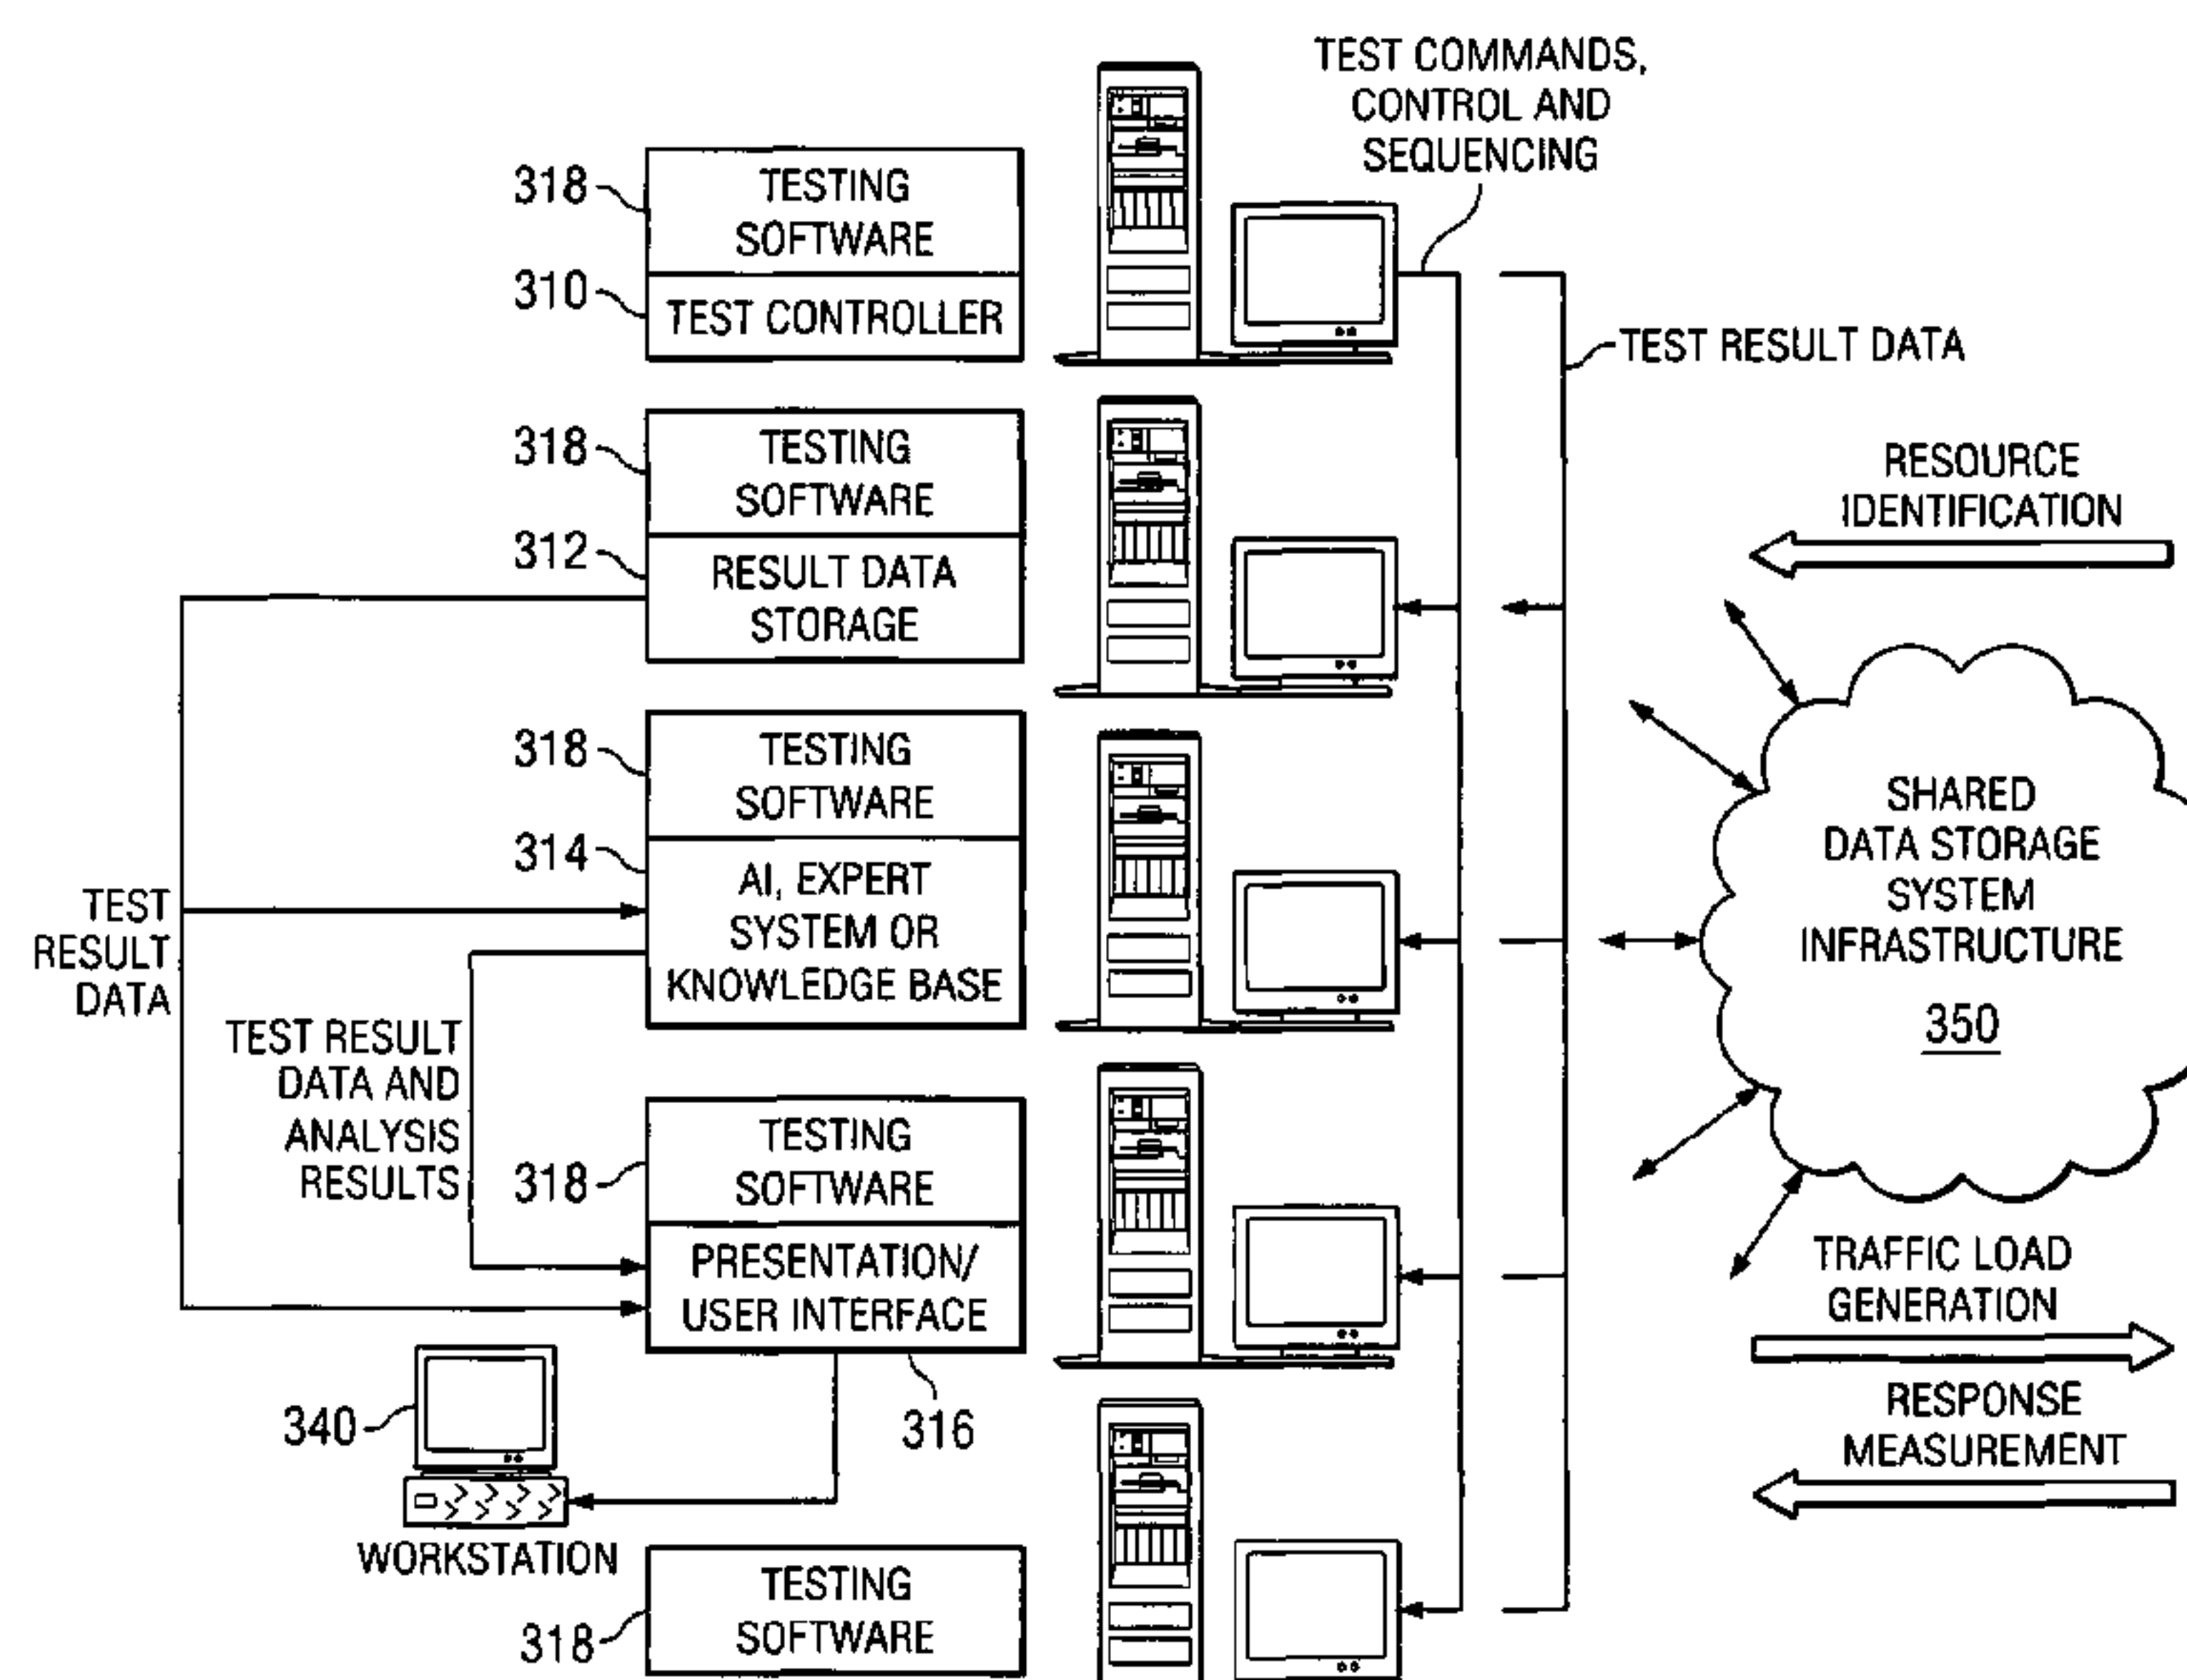 TEST COMMANDS,
CONTROL AND
SEQUENCING
318
TESTING
SOFTWARE
310
TEST CONTROLLER
TEST RESULT DATA
318
TESTING
SOFTWARE
312
RESULT DATA
STORAGE
RESOURCE
IDENTIFICATION
318
TESTING
SOFTWARE
314
AI, EXPERT
SYSTEM OR
KNOWLEDGE BASE
TEST
RESULT
DATA
SHARED
DATA STORAGE
SYSTEM
INFRASTRUCTURE
350
TEST RESULT
DATA AND
ANALYSIS
RESULTS
318
TESTING
SOFTWARE
PRESENTATION/
USER INTERFACE
316
TRAFFIC LOAD
GENERATION
RESPONSE
MEASUREMENT
340
WORKSTATION
318
TESTING
SOFTWARE